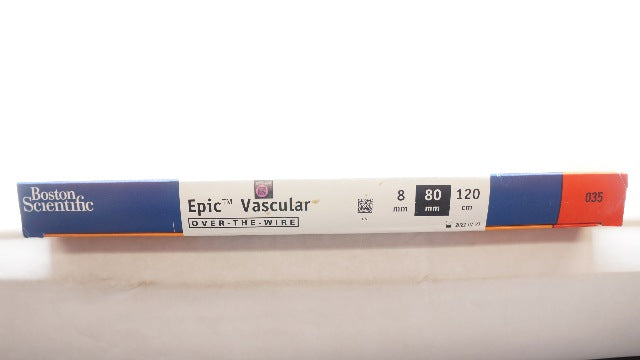 Boston
Scientific
Epic™ Vascular
OVER-THE-WIRE
8
mm
80
mm
120
cm
035